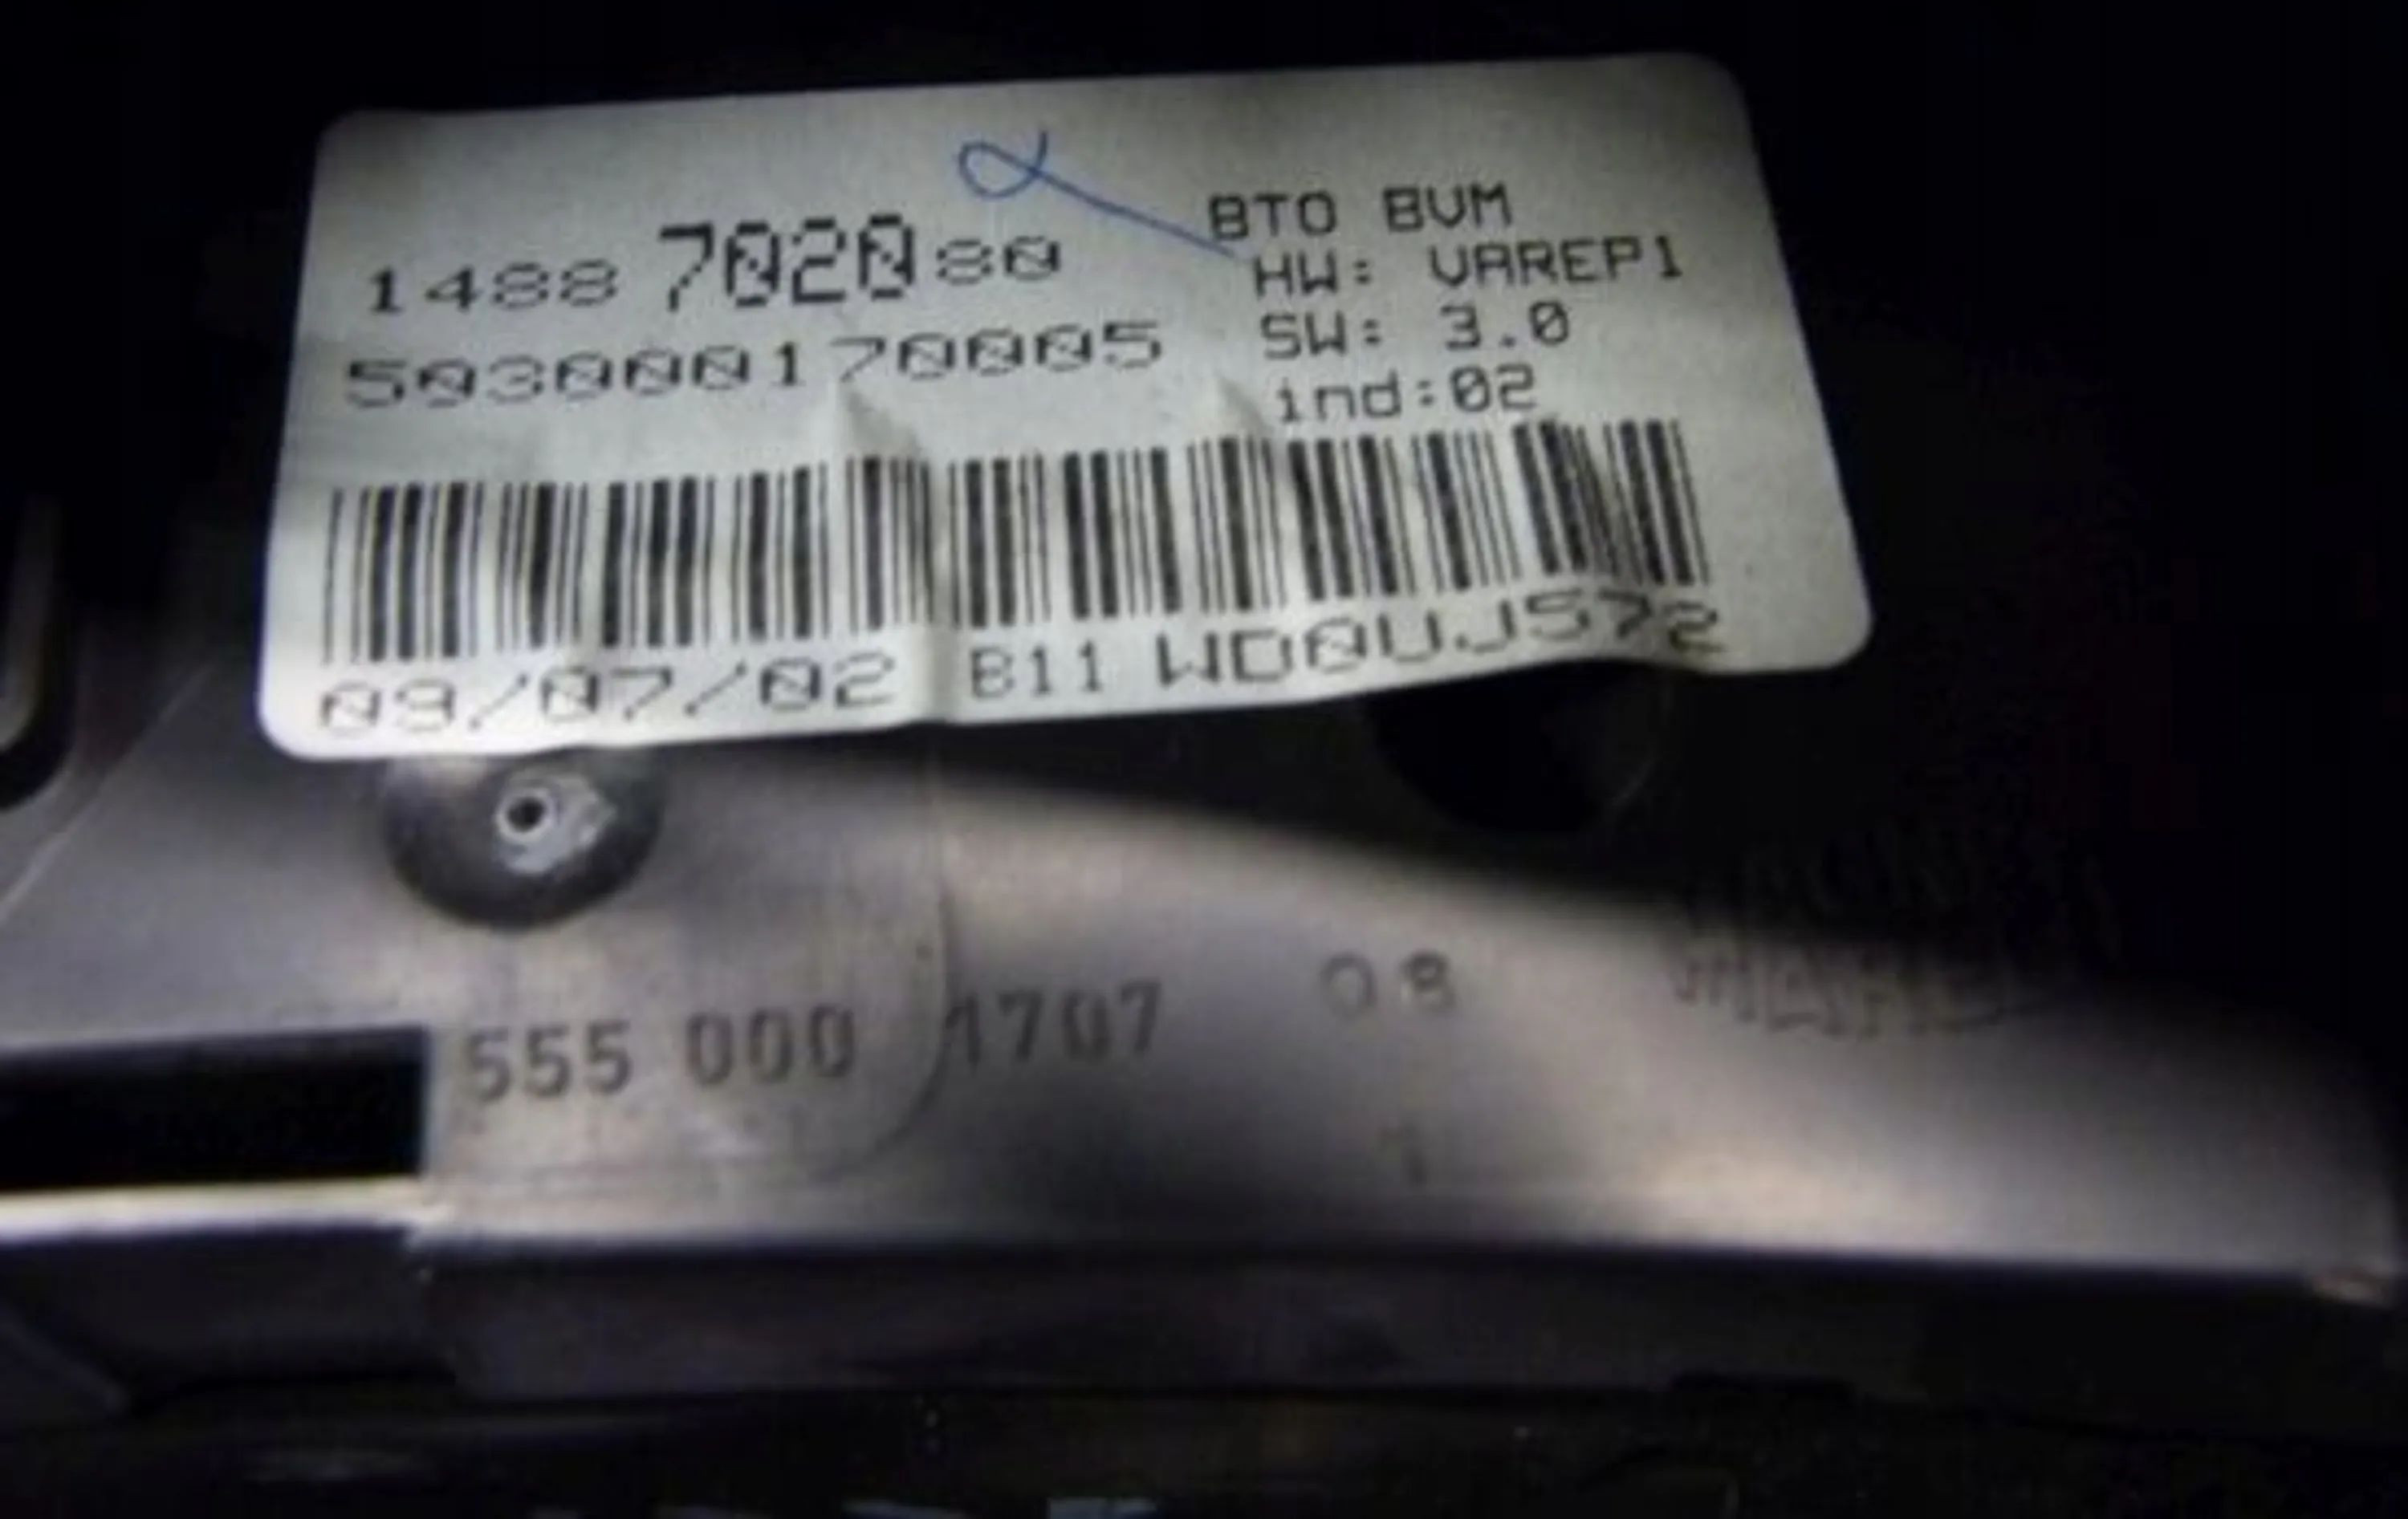 1488 7020 80
503000170005
BTO BVM
HW: VAREP1
SW: 3.0
ind:02
09/07/02 B11 WD0UJ572
555 000 1707 08